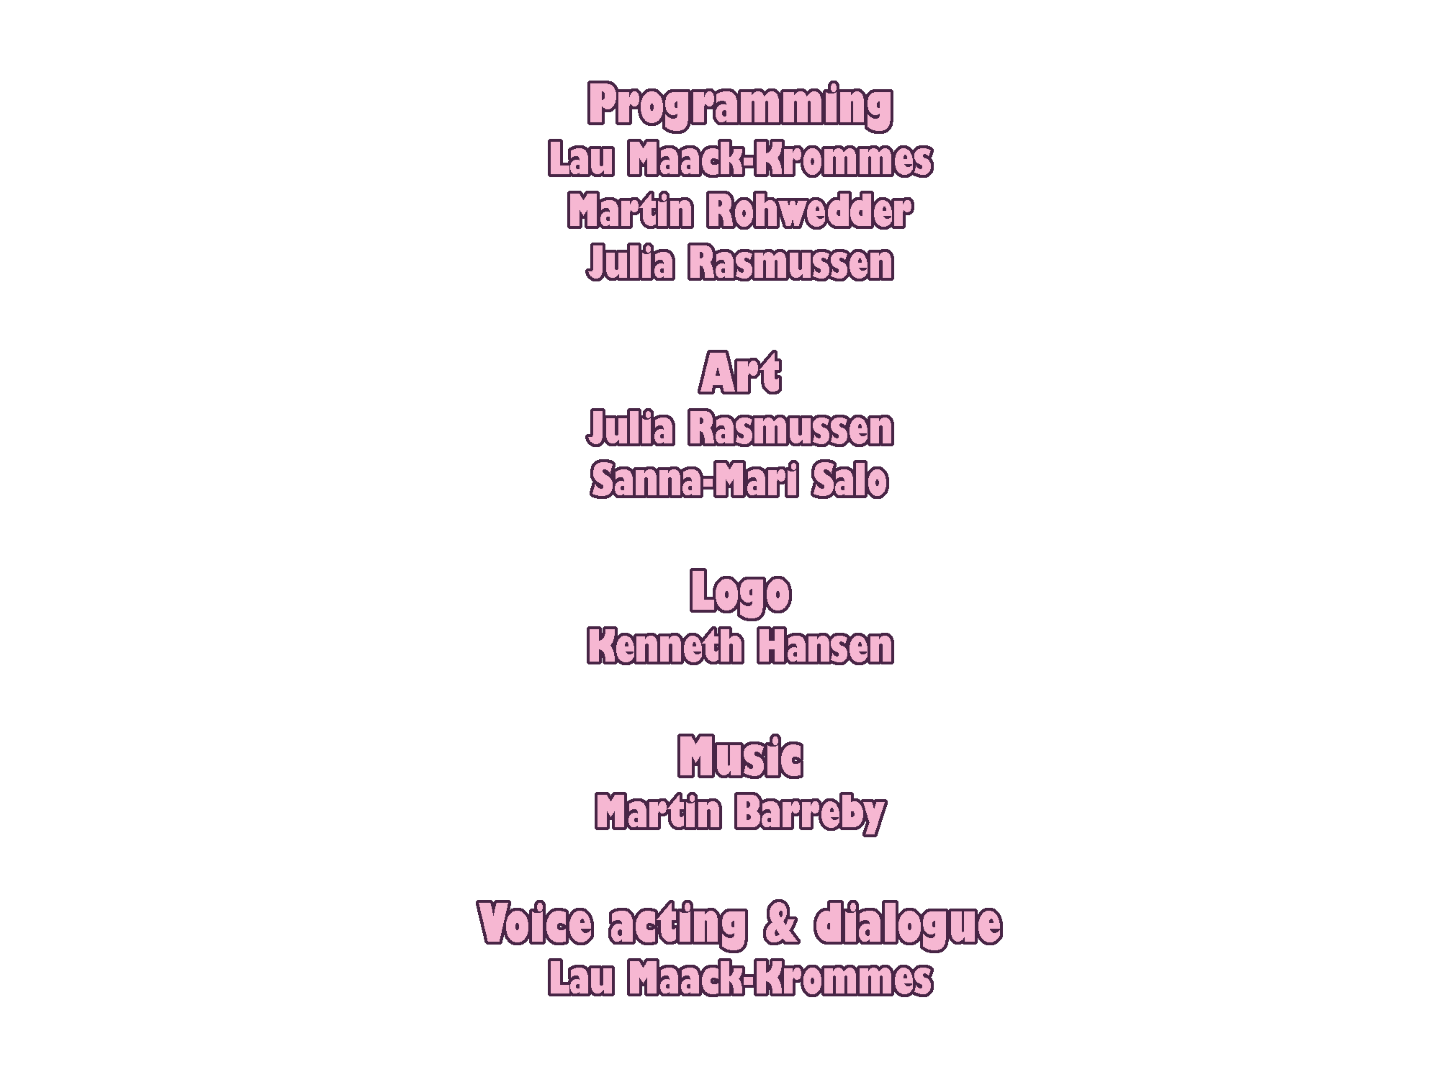 Programming
Lau Maack-Krommes
Martin Rohwedder
Julia Rasmussen
Art
Julia Rasmussen
Sanna-Mari Salo
Logo
Kenneth Hansen
Music
Martin Barreby
Voice acting & dialogue
Lau Maack-Krommes